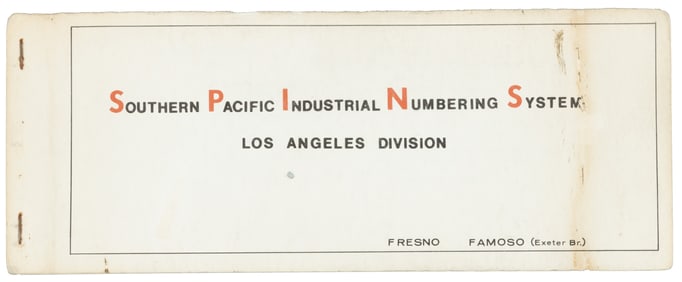 SOUTHERN PACIFIC INDUSTRIAL NUMBERING SYSTEM
LOS ANGELES DIVISION
FRESNO FAMOSO (Exeter Br.)